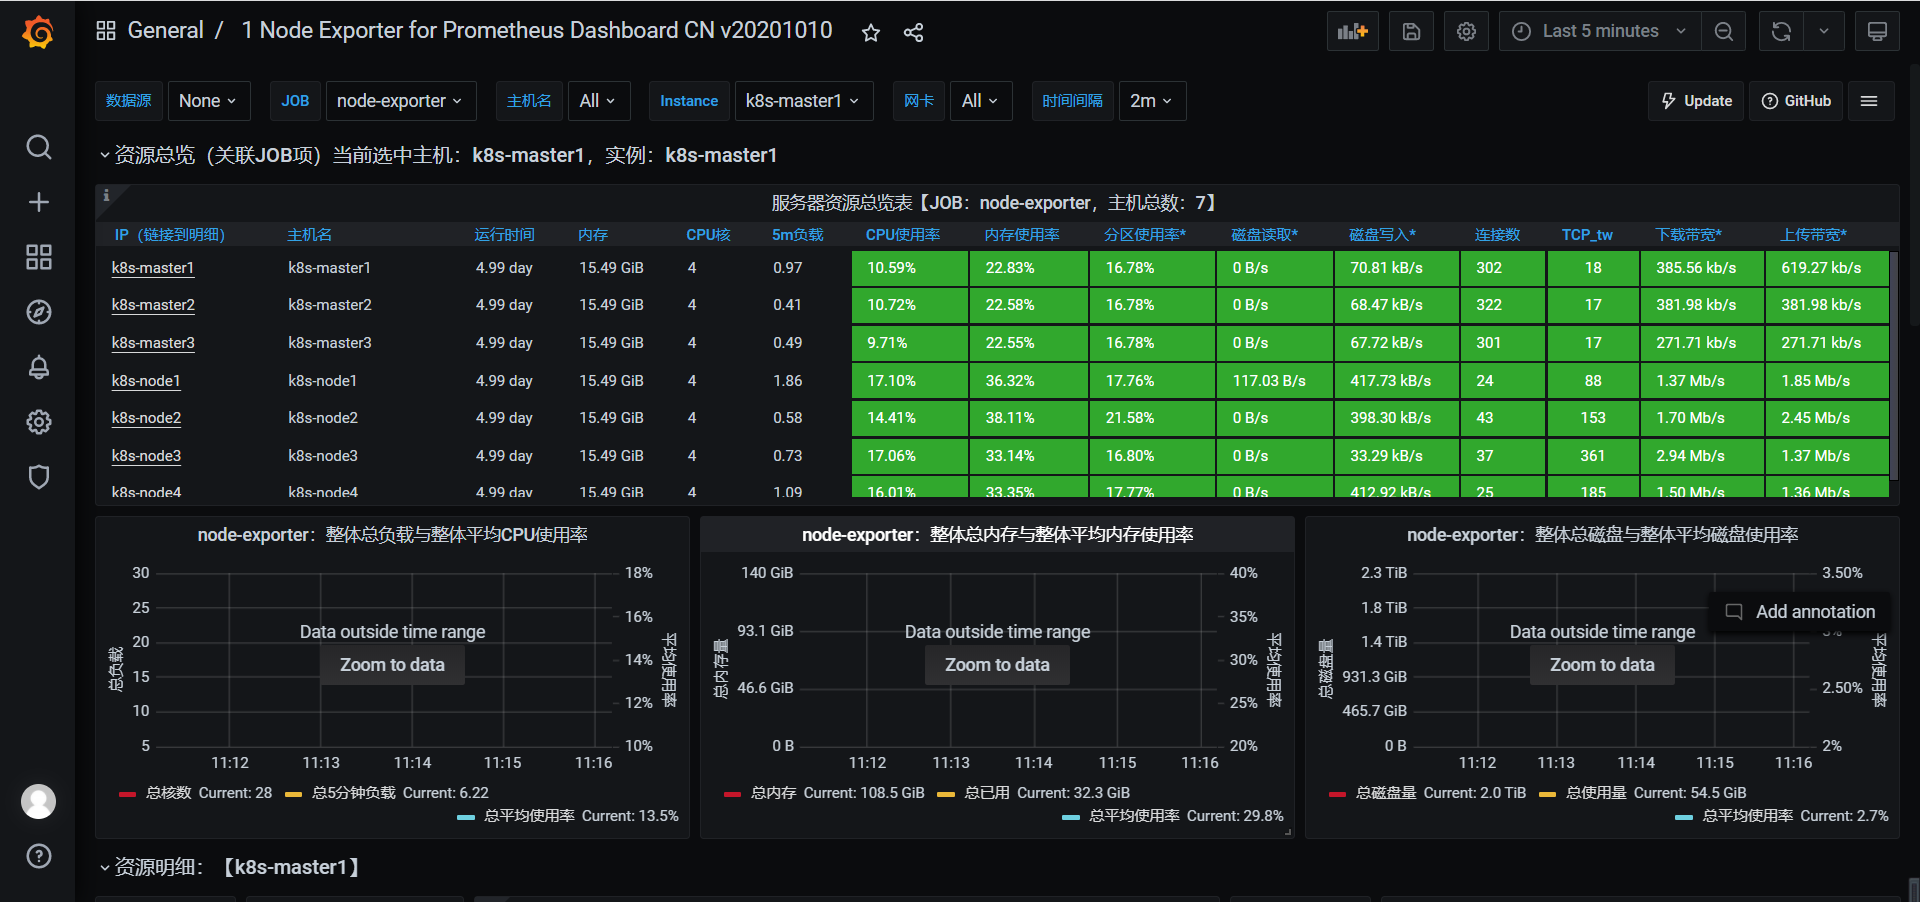 General / 1 Node Exporter for Prometheus Dashboard CN v20201010
Last 5 minutes
数据源 None JOB node-exporter 主机名 All Instance k8s-master1 网卡 All 时间间隔 2m Update GitHub
资源总览（关联JOB项）当前选中主机：k8s-master1，实例：k8s-master1
服务器资源总览表【JOB：node-exporter，主机总数：7】
IP（链接到明细） 主机名 运行时间 内存 CPU核 5m负载 CPU使用率 内存使用率 分区使用率* 磁盘读取* 磁盘写入* 连接数 TCP_tw 下载带宽* 上传带宽*
k8s-master1 k8s-master1 4.99 day 15.49 GiB 4 0.97 10.59% 22.83% 16.78% 0 B/s 70.81 kB/s 302 18 385.56 kb/s 619.27 kb/s
k8s-master2 k8s-master2 4.99 day 15.49 GiB 4 0.41 10.72% 22.58% 16.78% 0 B/s 68.47 kB/s 322 17 381.98 kb/s 381.98 kb/s
k8s-master3 k8s-master3 4.99 day 15.49 GiB 4 0.49 9.71% 22.55% 16.78% 0 B/s 67.72 kB/s 301 17 271.71 kb/s 271.71 kb/s
k8s-node1 k8s-node1 4.99 day 15.49 GiB 4 1.86 17.10% 36.32% 17.76% 117.03 B/s 417.73 kB/s 24 88 1.37 Mb/s 1.85 Mb/s
k8s-node2 k8s-node2 4.99 day 15.49 GiB 4 0.58 14.41% 38.11% 21.58% 0 B/s 398.30 kB/s 43 153 1.70 Mb/s 2.45 Mb/s
k8s-node3 k8s-node3 4.99 day 15.49 GiB 4 0.73 17.06% 33.14% 16.80% 0 B/s 33.29 kB/s 37 361 2.94 Mb/s 1.37 Mb/s
k8s-node4 k8s-node4 4.99 day 15.49 GiB 4 1.09 16.01% 33.35% 17.77% 0 B/s 412.92 kB/s 25 185 1.50 Mb/s 1.36 Mb/s
node-exporter：整体总负载与整体平均CPU使用率
30
25
20
15
10
5
总负载
18%
16%
14%
12%
10%
整体平均使用率
Data outside time range
Zoom to data
11:12 11:13 11:14 11:15 11:16
总核数 Current: 28 总5分钟负载 Current: 6.22
总平均使用率 Current: 13.5%
node-exporter：整体总内存与整体平均内存使用率
140 GiB
93.1 GiB
46.6 GiB
0 B
总内存量
40%
35%
30%
25%
20%
整体平均使用率
Data outside time range
Zoom to data
11:12 11:13 11:14 11:15 11:16
总内存 Current: 108.5 GiB 总已用 Current: 32.3 GiB
总平均使用率 Current: 29.8%
node-exporter：整体总磁盘与整体平均磁盘使用率
2.3 TiB
1.8 TiB
1.4 TiB
931.3 GiB
465.7 GiB
0 B
总磁盘量
3.50%
Add annotation
3%
2.50%
2%
整体平均使用率
Data outside time range
Zoom to data
11:12 11:13 11:14 11:15 11:16
总磁盘量 Current: 2.0 TiB 总使用量 Current: 54.5 GiB
总平均使用率 Current: 2.7%
资源明细：【k8s-master1】